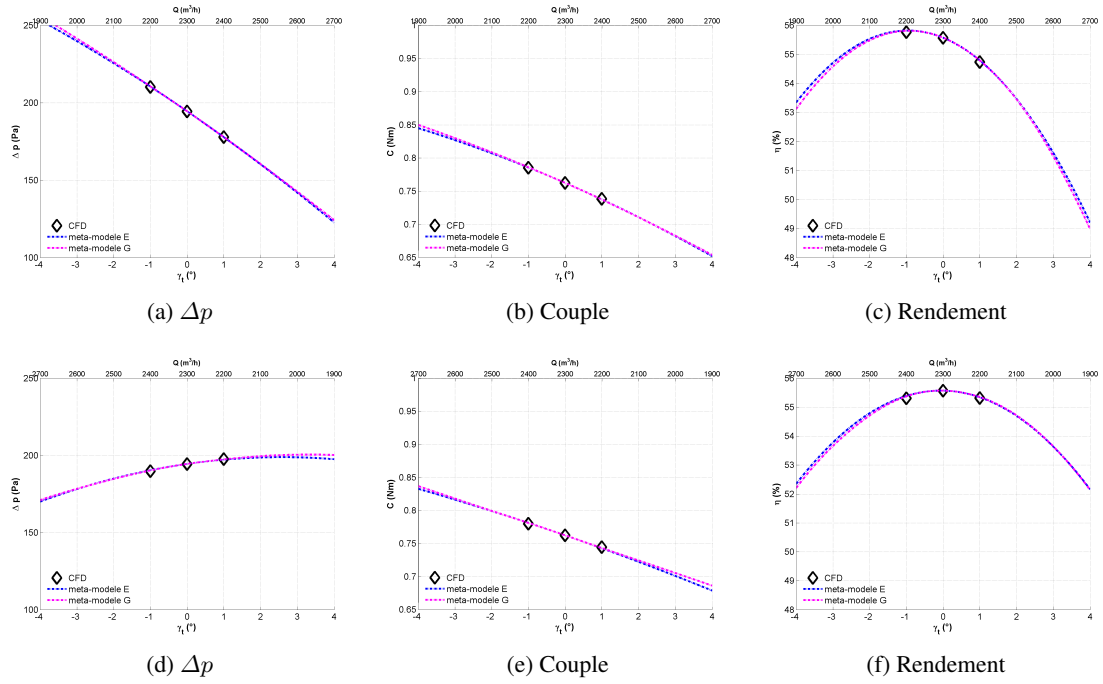 Q (m³/h)
1900 2000 2100 2200 2300 2400 2500 2600 2700
250
200
150
100
Δ p (Pa)
CFD
meta-modele E
meta-modele G
-4 -3 -2 -1 0 1 2 3 4
γt (°)
(a) Δp
Q (m³/h)
1900 2000 2100 2200 2300 2400 2500 2600 2700
1
0.95
0.9
0.85
0.8
0.75
0.7
0.65
C (Nm)
CFD
meta-modele E
meta-modele G
-4 -3 -2 -1 0 1 2 3 4
γt (°)
(b) Couple
Q (m³/h)
1900 2000 2100 2200 2300 2400 2500 2600 2700
56
55
54
53
52
51
50
49
48
η (%)
CFD
meta-modele E
meta-modele G
-4 -3 -2 -1 0 1 2 3 4
γt (°)
(c) Rendement
Q (m³/h)
2700 2600 2500 2400 2300 2200 2100 2000 1900
250
200
150
100
Δ p (Pa)
CFD
meta-modele E
meta-modele G
-4 -3 -2 -1 0 1 2 3 4
γt (°)
(d) Δp
Q (m³/h)
2700 2600 2500 2400 2300 2200 2100 2000 1900
1
0.95
0.9
0.85
0.8
0.75
0.7
0.65
C (Nm)
CFD
meta-modele E
meta-modele G
-4 -3 -2 -1 0 1 2 3 4
γt (°)
(e) Couple
Q (m³/h)
2700 2600 2500 2400 2300 2200 2100 2000 1900
56
55
54
53
52
51
50
49
48
η (%)
CFD
meta-modele E
meta-modele G
-4 -3 -2 -1 0 1 2 3 4
γt (°)
(f) Rendement